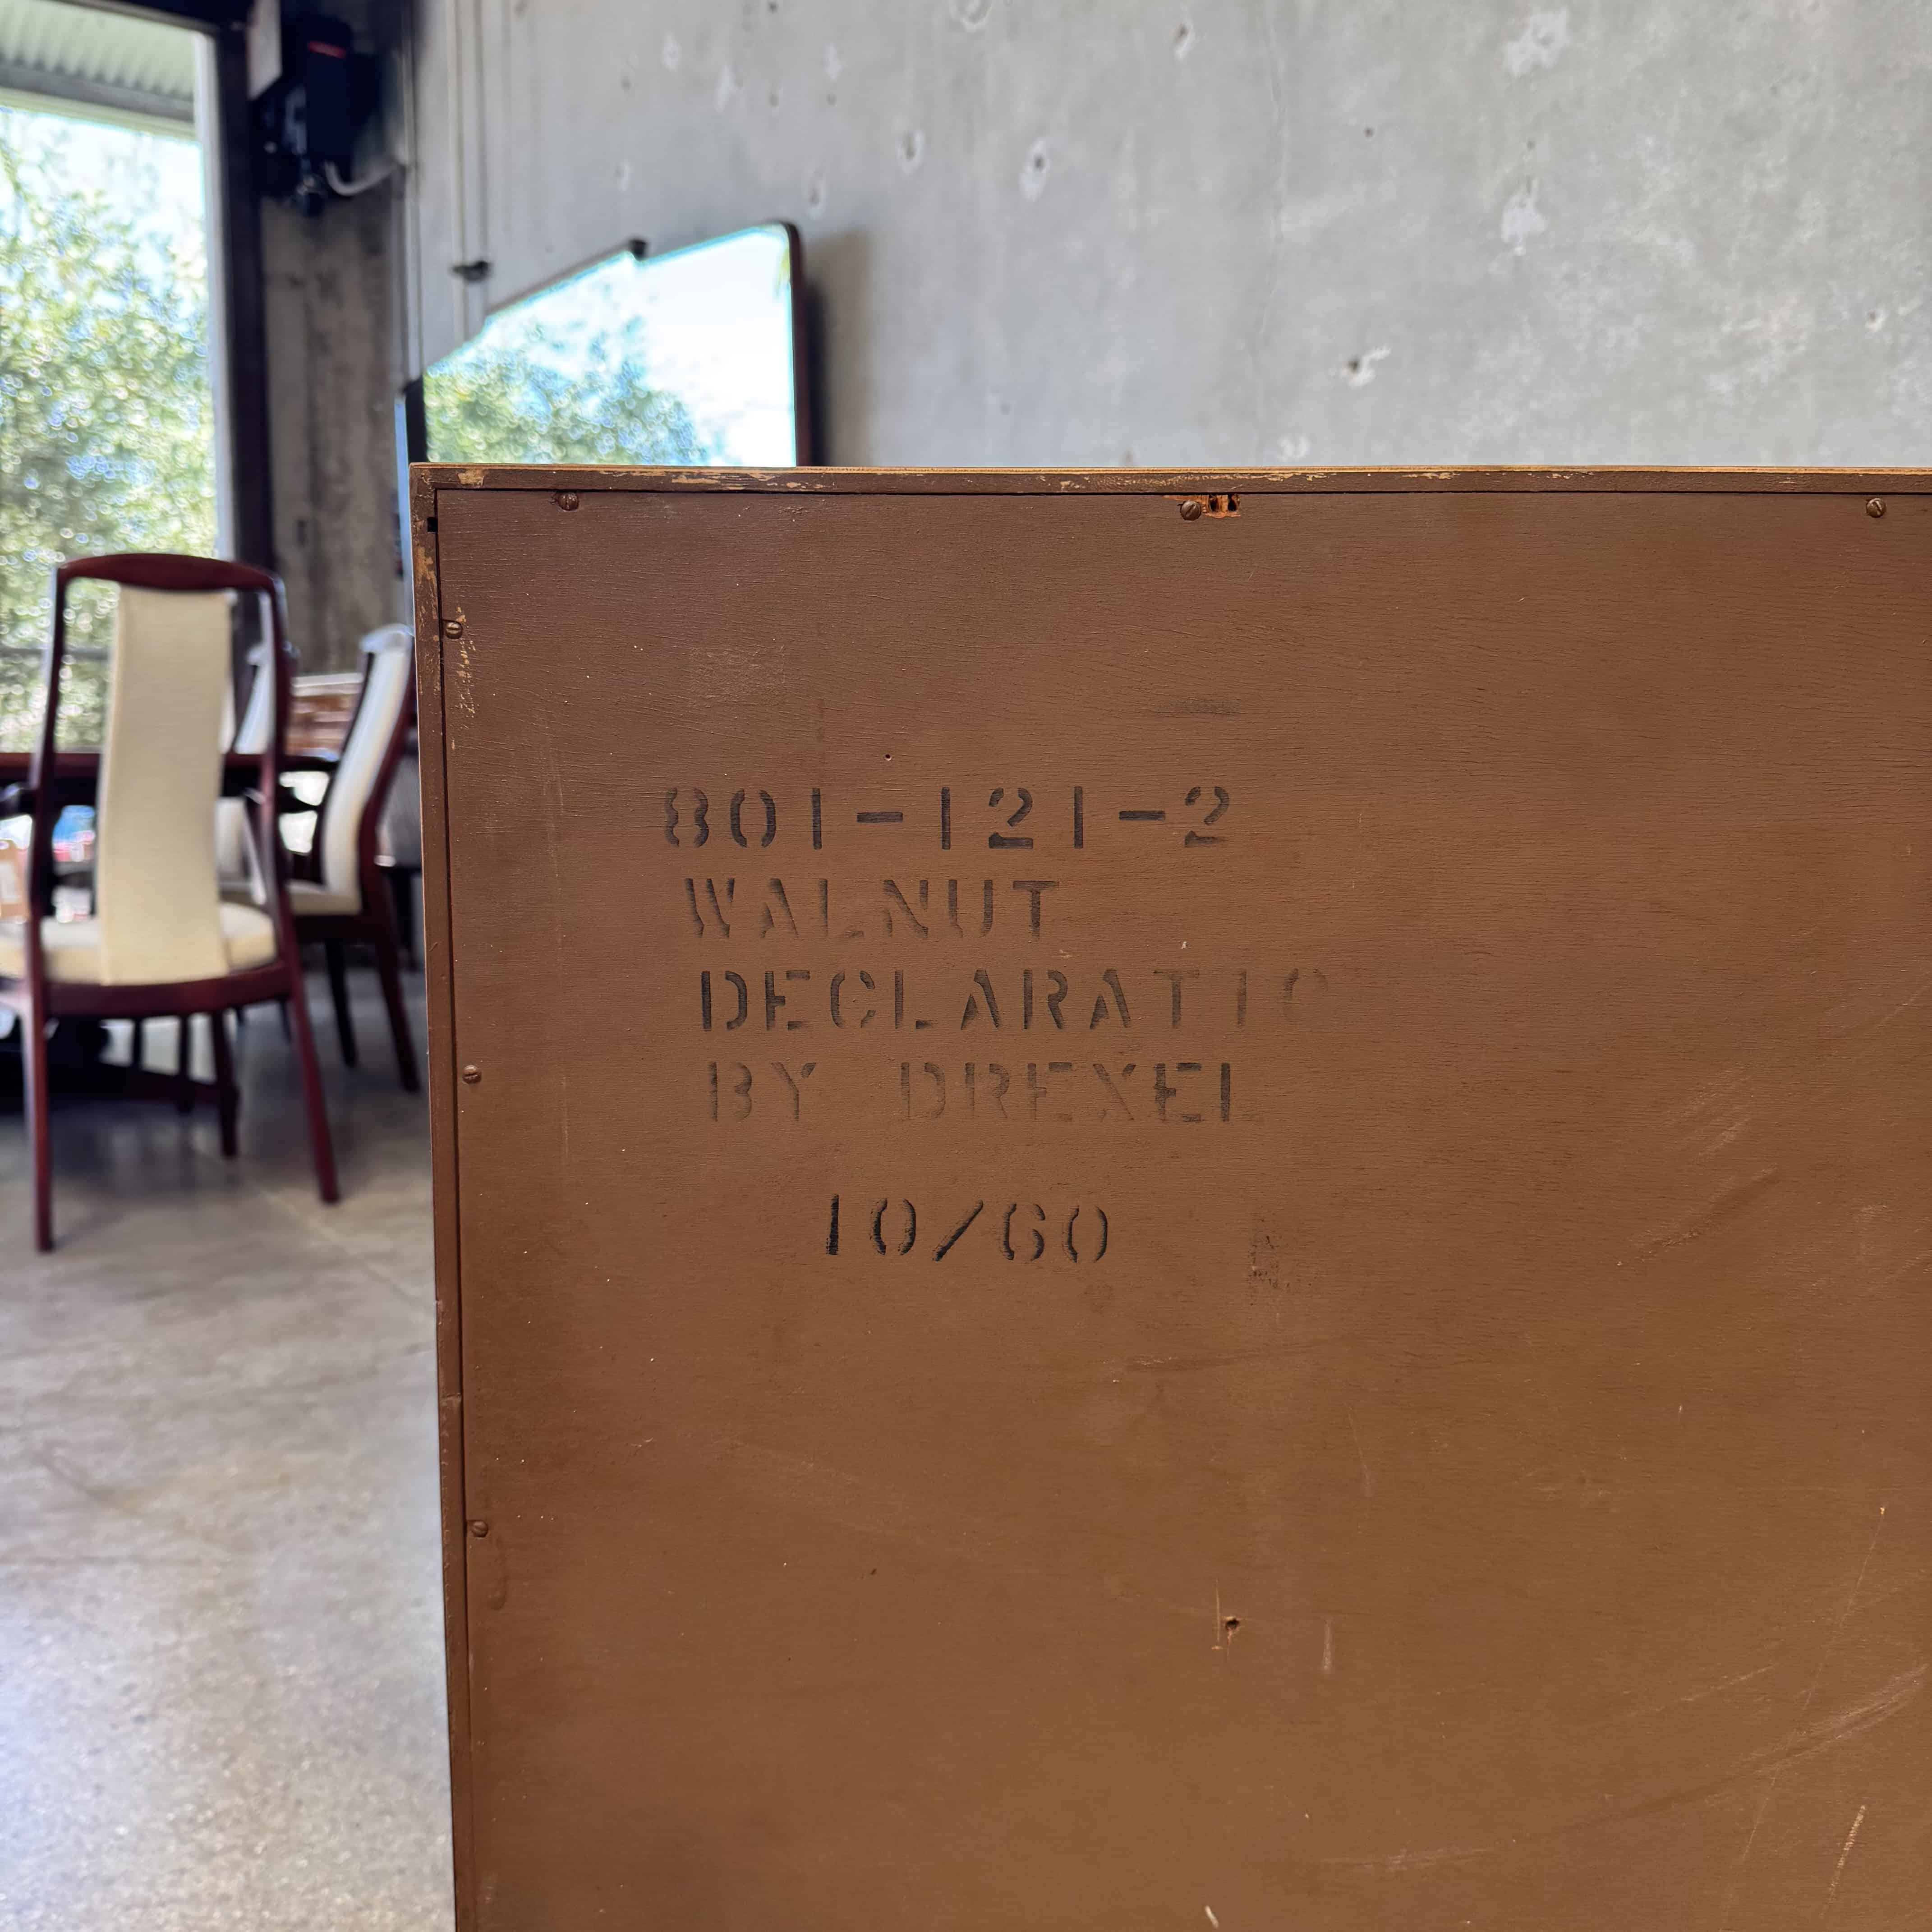 801-121-2
WALNUT
DECLARATIO
BY DREXEL
10/60